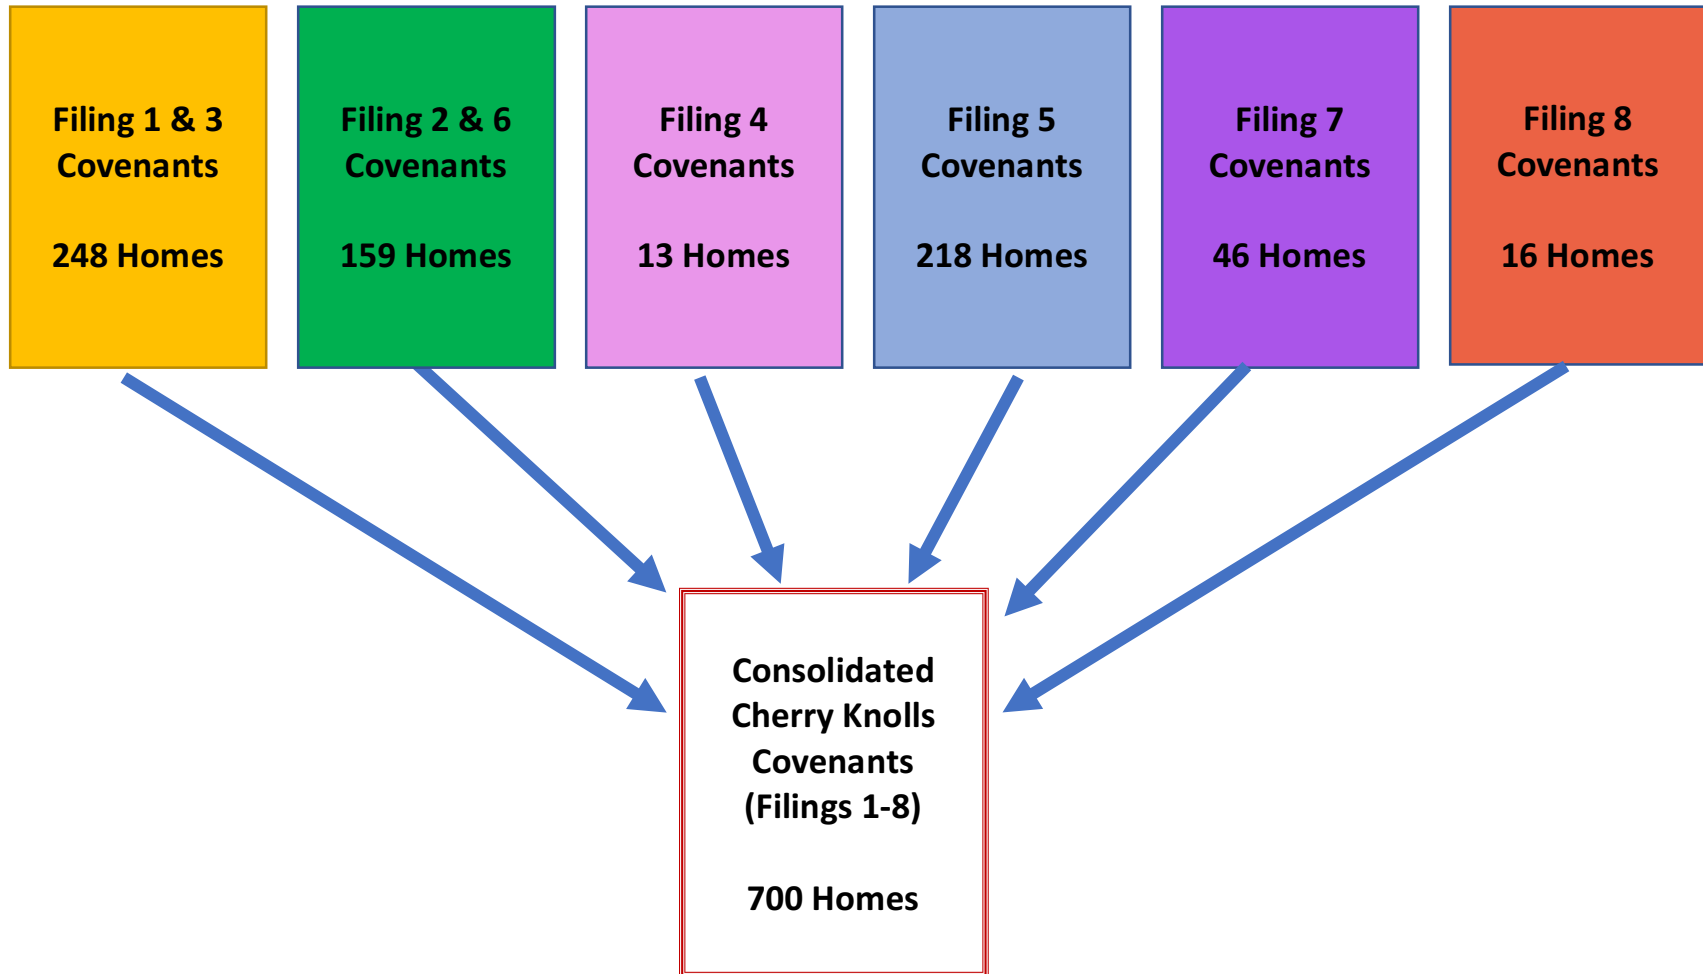 Filing 1 & 3
Covenants
248 Homes
Filing 2 & 6
Covenants
159 Homes
Filing 4
Covenants
13 Homes
Filing 5
Covenants
218 Homes
Filing 7
Covenants
46 Homes
Filing 8
Covenants
16 Homes
Consolidated
Cherry Knolls
Covenants
(Filings 1-8)
700 Homes